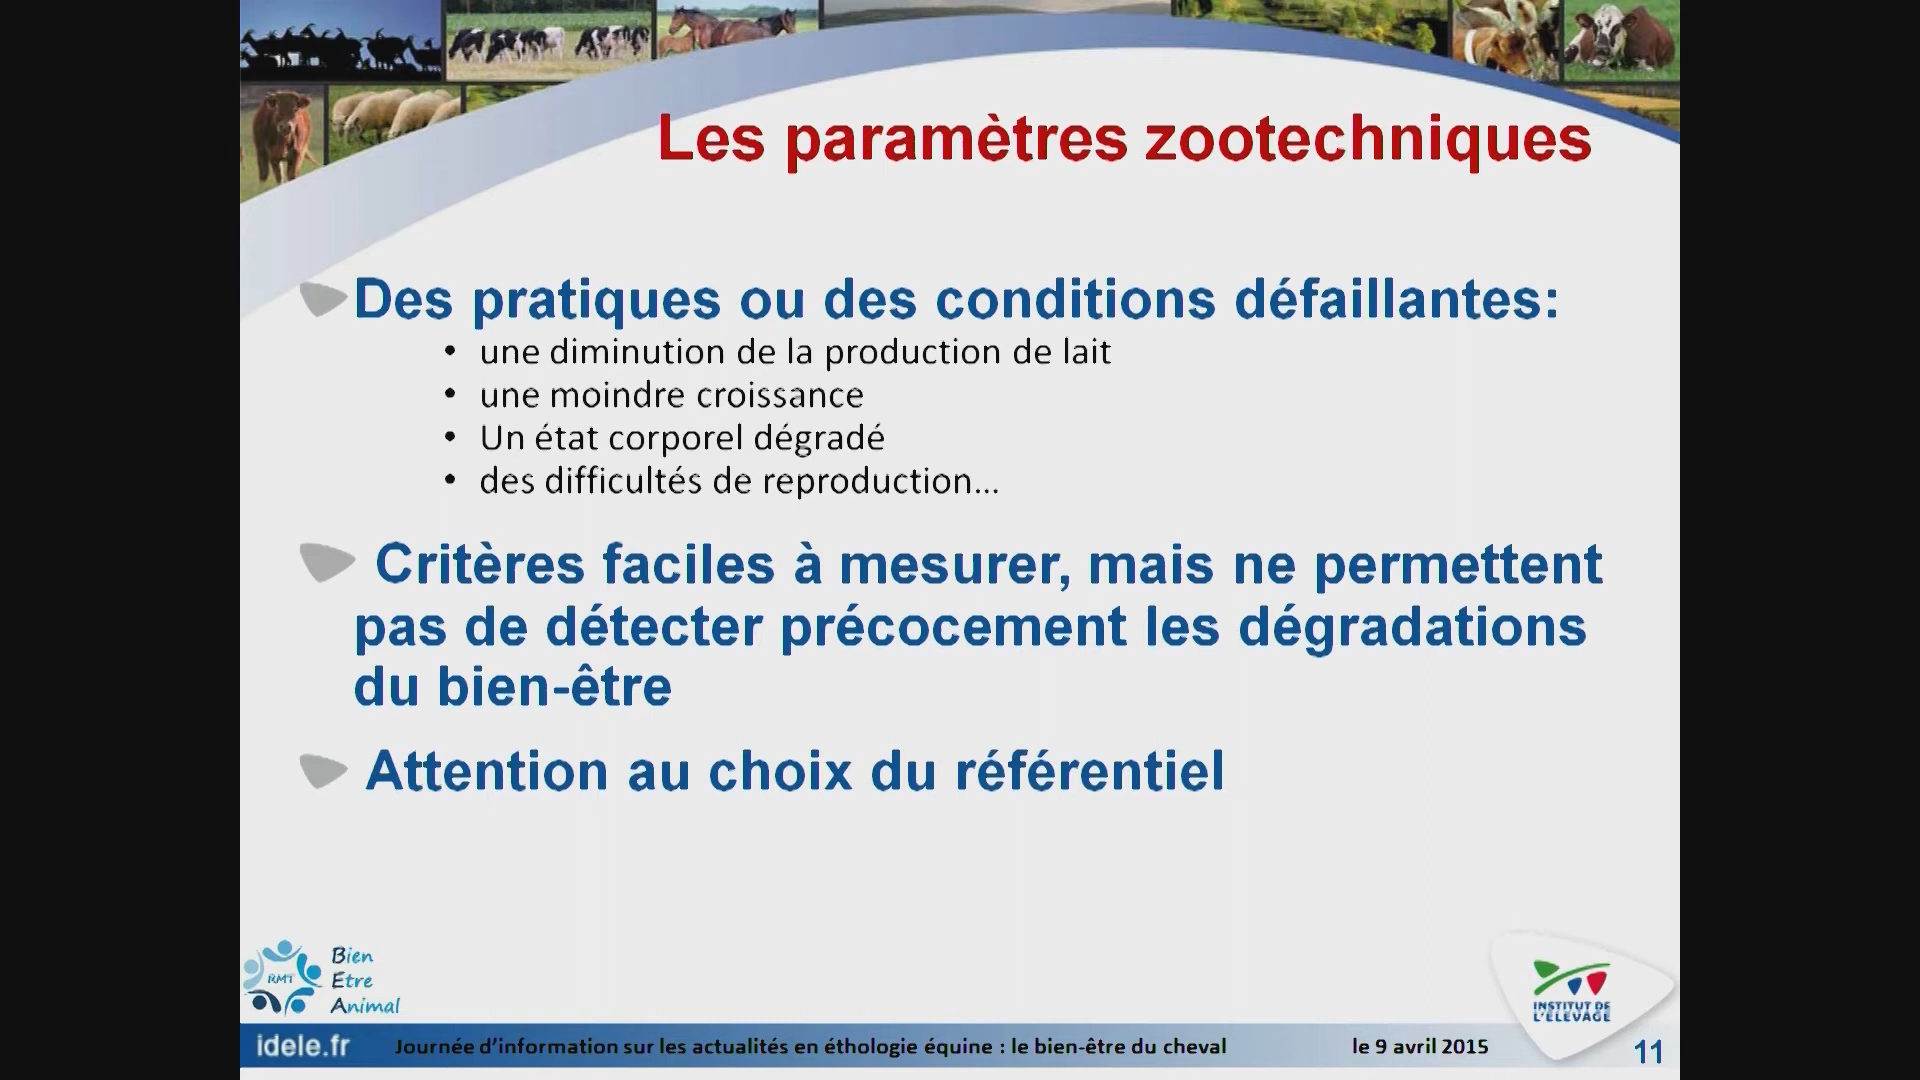 Les paramètres zootechniques
Des pratiques ou des conditions défaillantes:
• une diminution de la production de lait
• une moindre croissance
• Un état corporel dégradé
• des difficultés de reproduction...
Critères faciles à mesurer, mais ne permettent
pas de détecter précocement les dégradations
du bien-être
Attention au choix du référentiel
RMT
Bien
Etre
Animal
INSTITUT DE
L'ELEVAGE
idele.fr
Journée d'information sur les actualités en éthologie équine : le bien-être du cheval
le 9 avril 2015
11